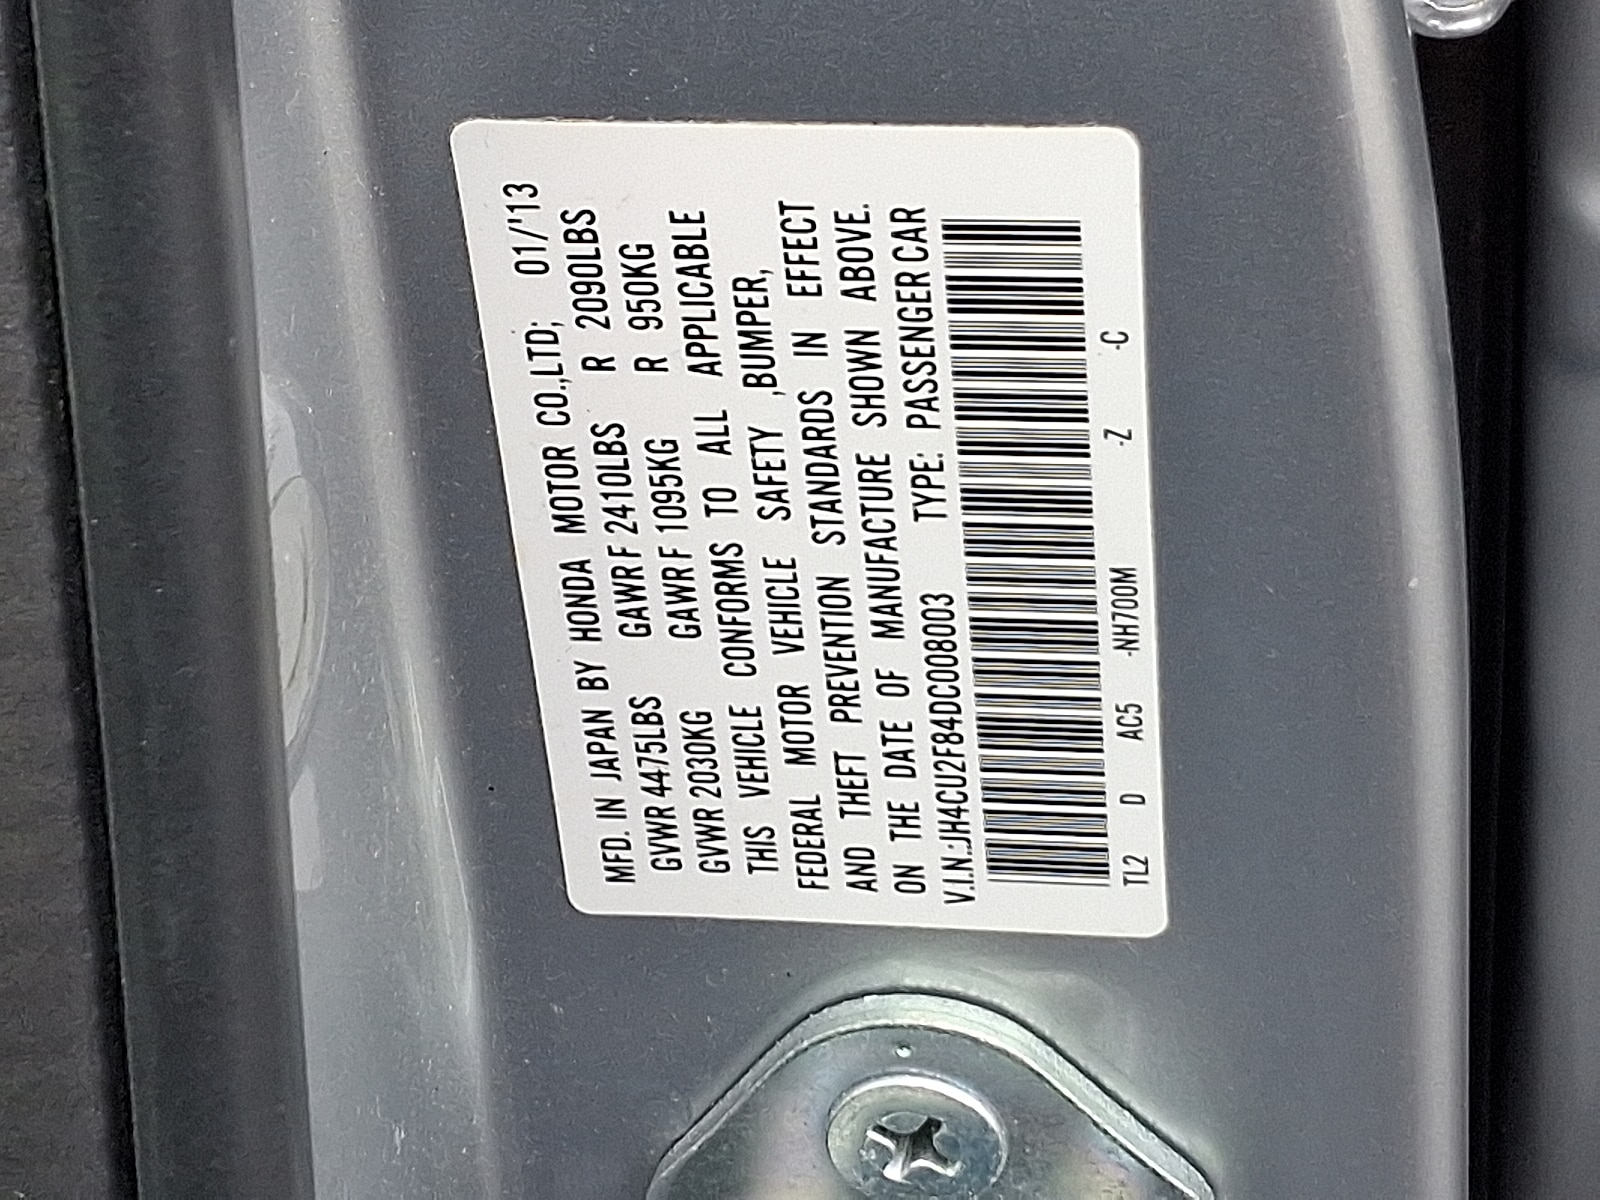 MFD. IN JAPAN BY HONDA MOTOR CO.,LTD; 01/'13
GVWR 4475LBS GAWR F 2410LBS R 2090LBS
GVWR 2030KG GAWR F 1095KG R 950KG
THIS VEHICLE CONFORMS TO ALL APPLICABLE
FEDERAL MOTOR VEHICLE SAFETY ,BUMPER,
AND THEFT PREVENTION STANDARDS IN EFFECT
ON THE DATE OF MANUFACTURE SHOWN ABOVE.
V.I.N.:JH4CU2F84DC008003 TYPE: PASSENGER CAR
TL2 D AC5 -NH700M -Z -C